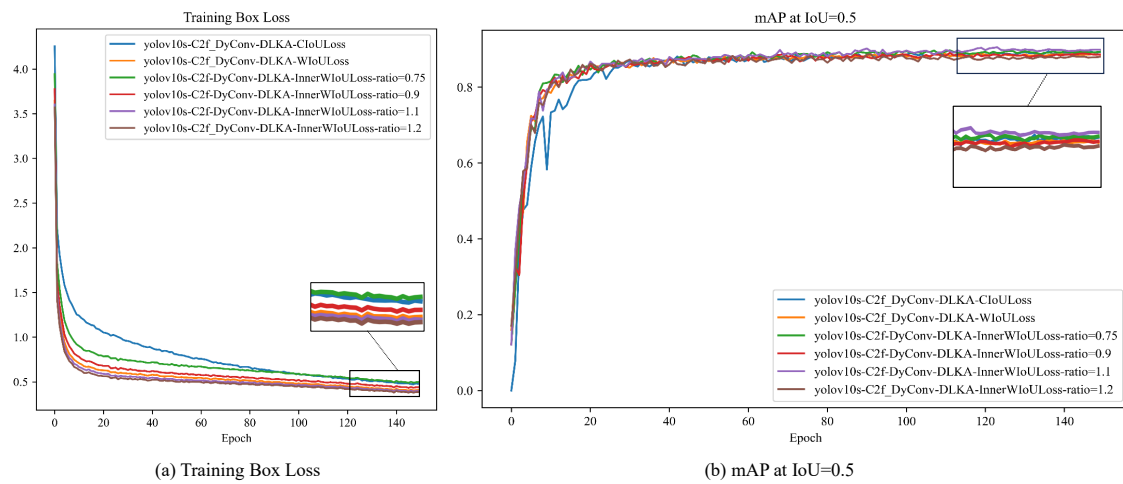 Training Box Loss
yolov10s-C2f_DyConv-DLKA-CIoULoss
yolov10s-C2f_DyConv-DLKA-WIoULoss
yolov10s-C2f-DyConv-DLKA-InnerWIoULoss-ratio=0.75
yolov10s-C2f-DyConv-DLKA-InnerWIoULoss-ratio=0.9
yolov10s-C2f-DyConv-DLKA-InnerWIoULoss-ratio=1.1
yolov10s-C2f_DyConv-DLKA-InnerWIoULoss-ratio=1.2
4.0
3.5
3.0
2.5
2.0
1.5
1.0
0.5
0 20 40 60 80 100 120 140
Epoch
(a) Training Box Loss
mAP at IoU=0.5
0.8
0.6
0.4
0.2
0.0
yolov10s-C2f_DyConv-DLKA-CIoULoss
yolov10s-C2f_DyConv-DLKA-WIoULoss
yolov10s-C2f-DyConv-DLKA-InnerWIoULoss-ratio=0.75
yolov10s-C2f-DyConv-DLKA-InnerWIoULoss-ratio=0.9
yolov10s-C2f-DyConv-DLKA-InnerWIoULoss-ratio=1.1
yolov10s-C2f_DyConv-DLKA-InnerWIoULoss-ratio=1.2
0 20 40 60 80 100 120 140
Epoch
(b) mAP at IoU=0.5